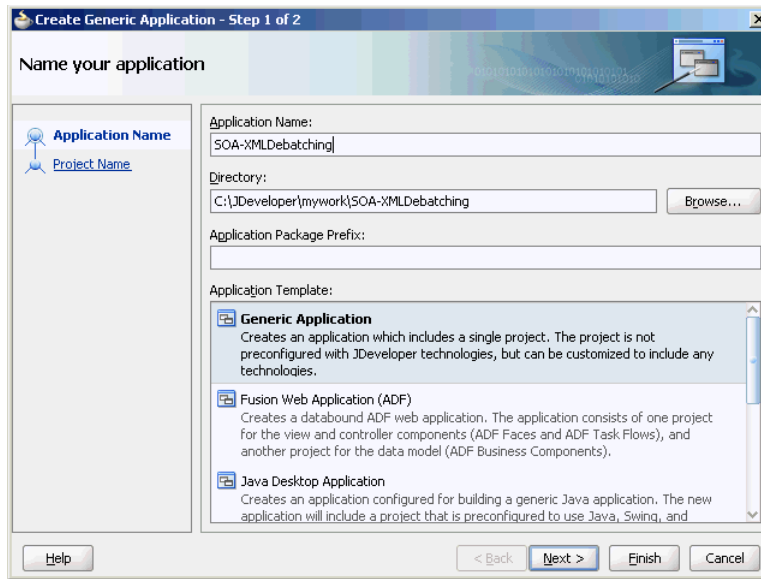 Create Generic Application - Step 1 of 2
Name your application
Application Name
Project Name
Application Name:
SOA-XMLDebatching
Directory:
C:\JDeveloper\mywork\SOA-XMLDebatching
Browse...
Application Package Prefix:
Application Template:
Generic Application
Creates an application which includes a single project. The project is not
preconfigured with JDeveloper technologies, but can be customized to include any
technologies.
Fusion Web Application (ADF)
Creates a databound ADF web application. The application consists of one project
for the view and controller components (ADF Faces and ADF Task Flows), and
another project for the data model (ADF Business Components).
Java Desktop Application
Creates an application configured for building a generic Java application. The new
application will include a project that is preconfigured to use Java, Swing, and
Help
< Back
Next >
Finish
Cancel